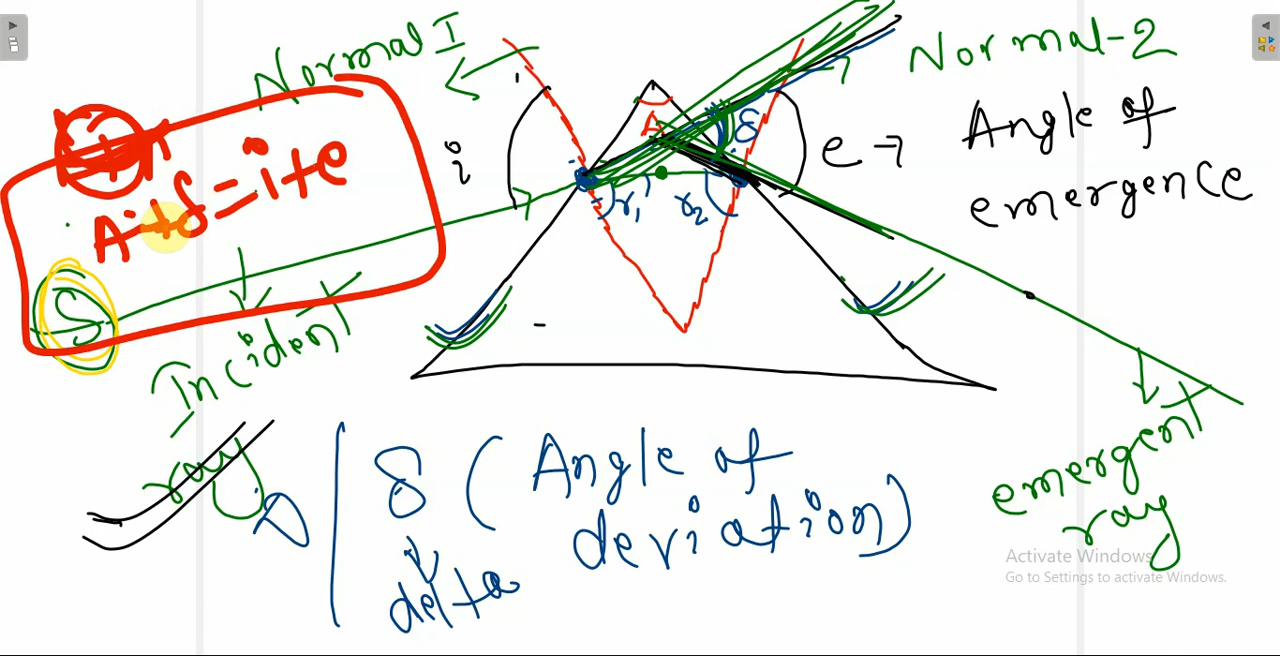 Normal I
Normal-2
A+δ=i+e
i
A
δ
e→ Angle of
emergence
r1
r2
S
Incident
ray
emergent
ray
δ (Angle of
deviation)
delta
Activate Windows
Go to Settings to activate Windows.